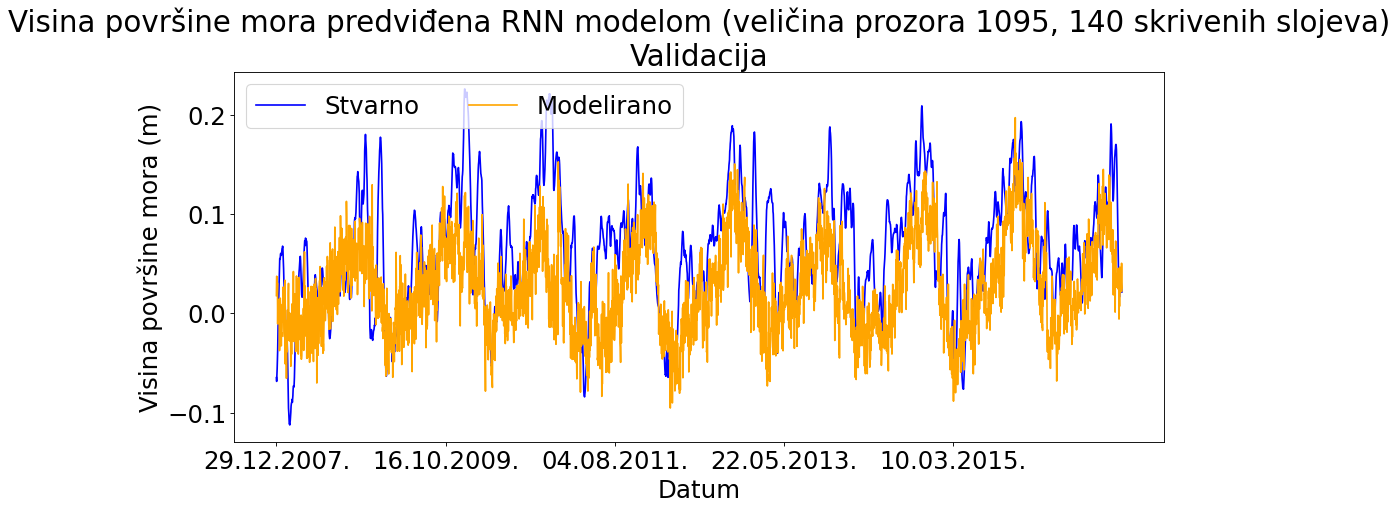 Visina površine mora predviđena RNN modelom (veličina prozora 1095, 140 skrivenih slojeva)
Validacija
Stvarno
Modelirano
Visina površine mora (m)
0.2
0.1
0.0
−0.1
29.12.2007.
16.10.2009.
04.08.2011.
22.05.2013.
10.03.2015.
Datum